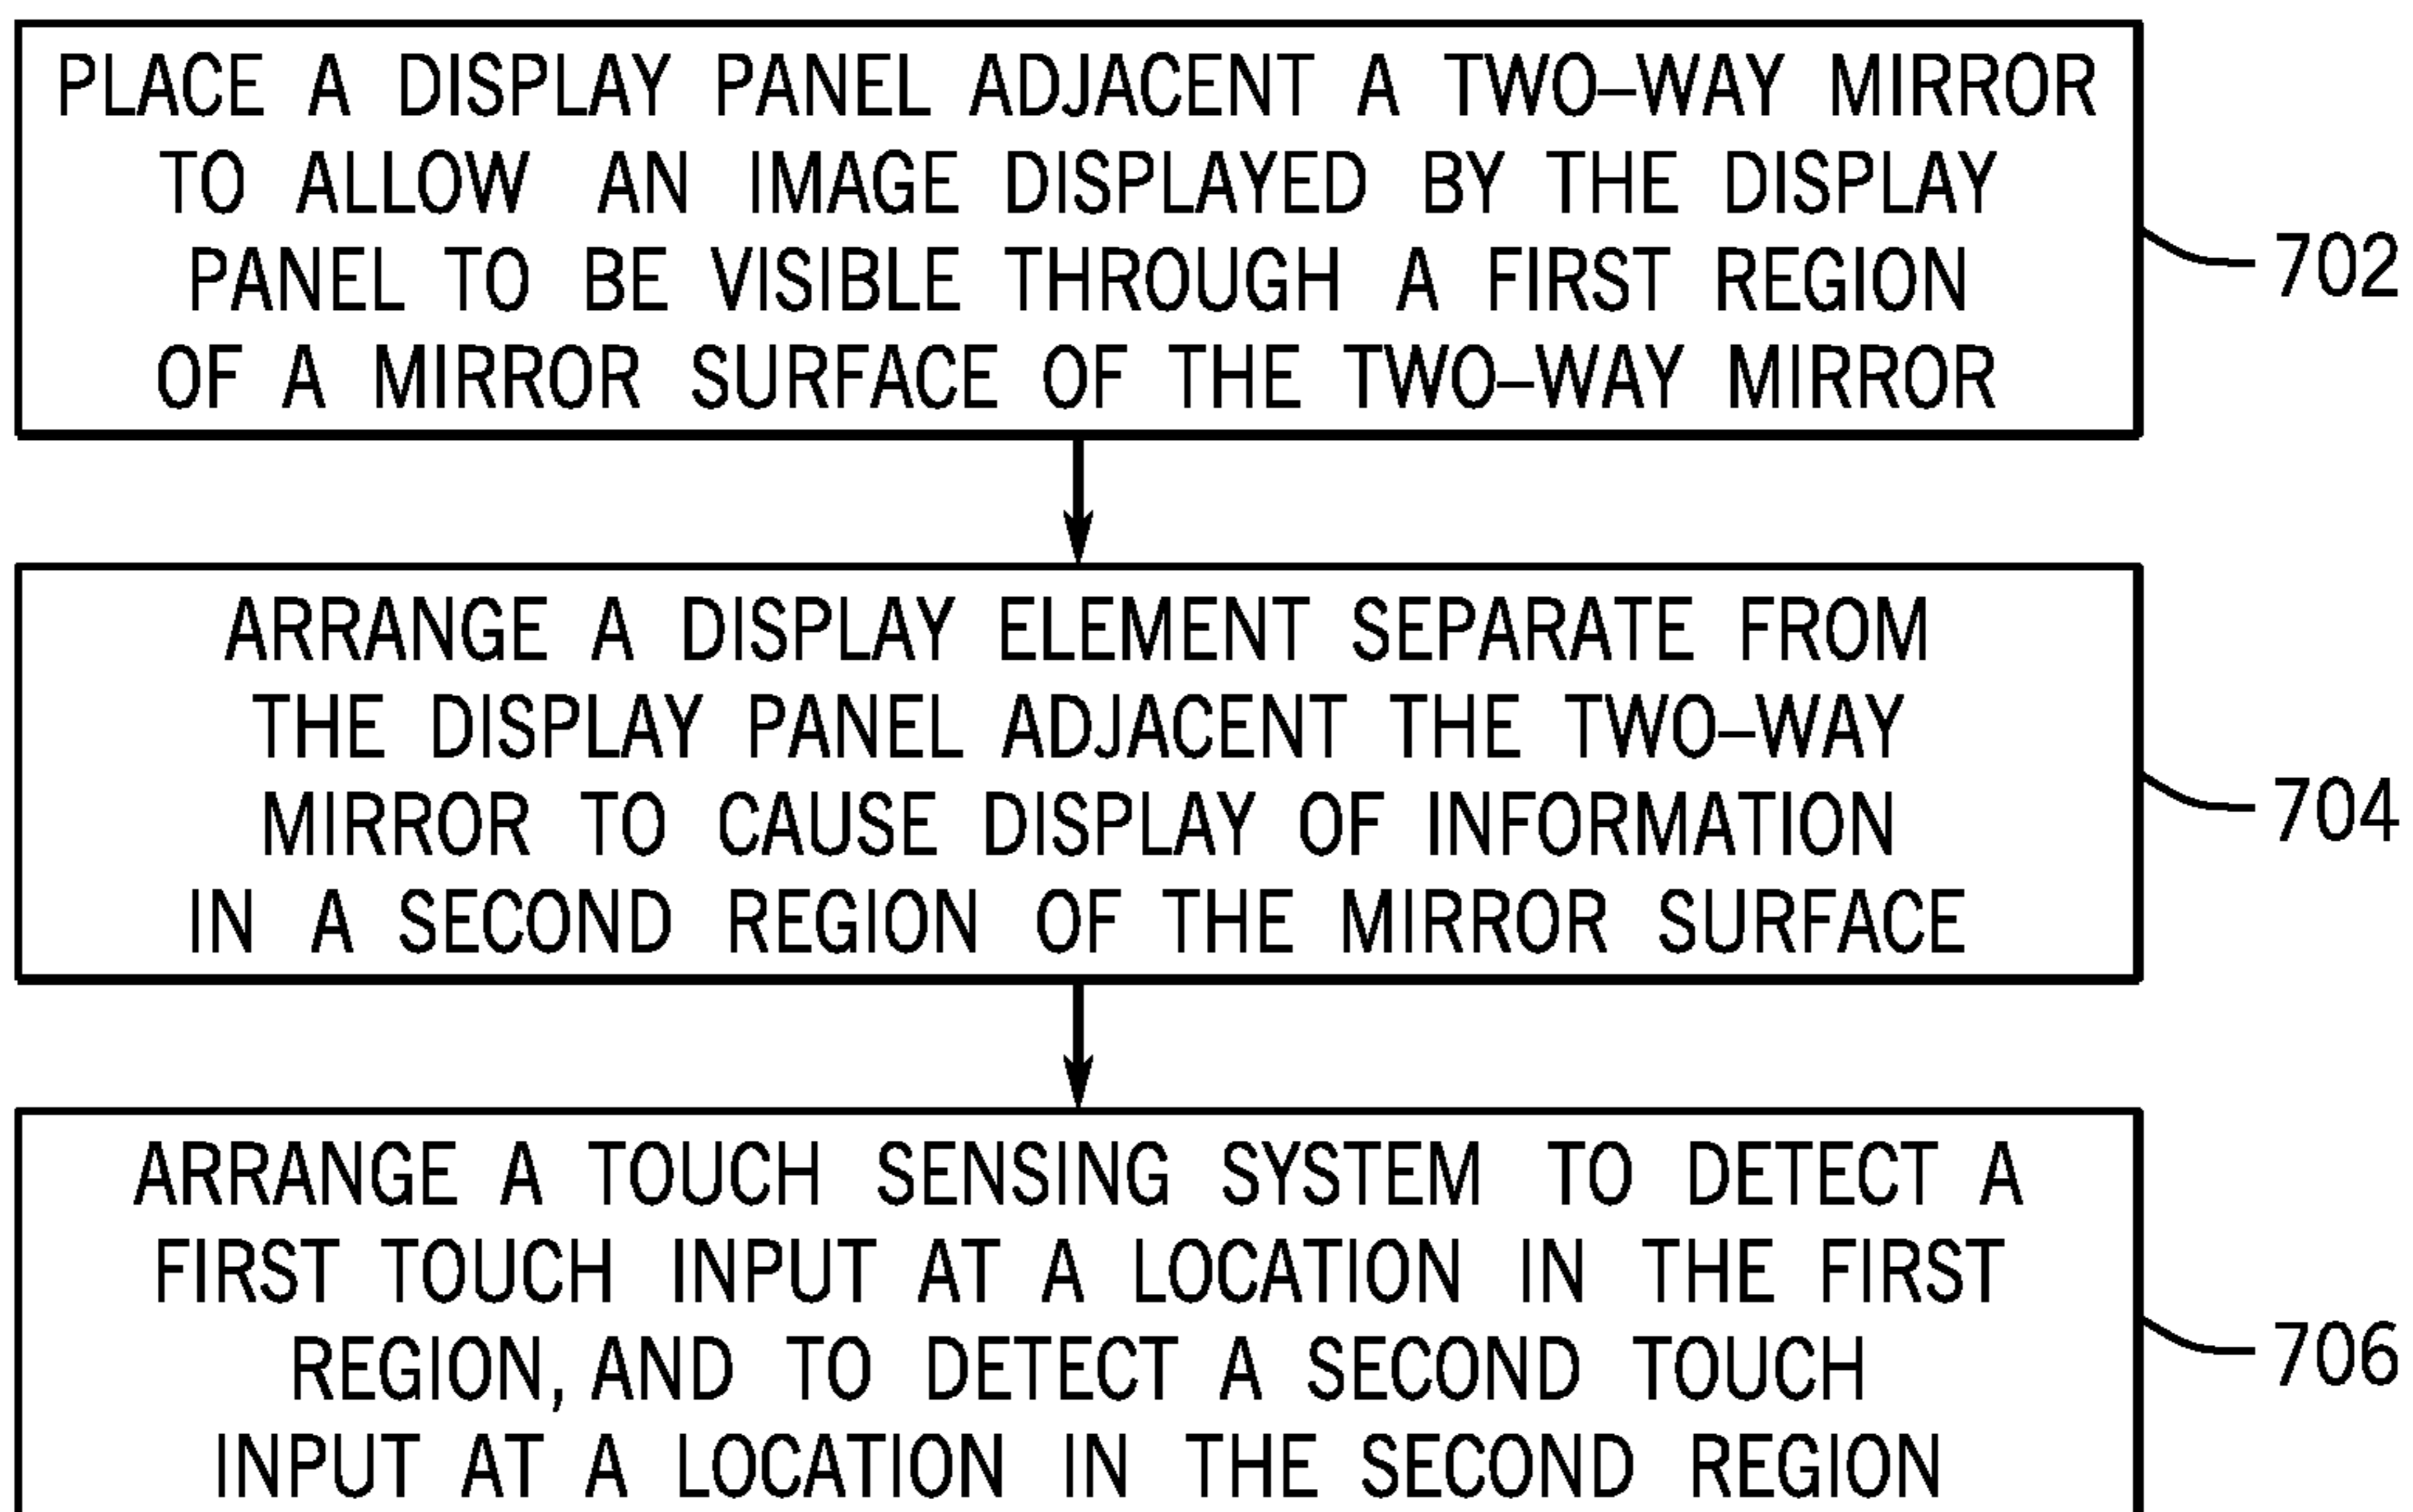 PLACE A DISPLAY PANEL ADJACENT A TWO–WAY MIRROR
TO ALLOW AN IMAGE DISPLAYED BY THE DISPLAY
PANEL TO BE VISIBLE THROUGH A FIRST REGION
OF A MIRROR SURFACE OF THE TWO–WAY MIRROR
702
ARRANGE A DISPLAY ELEMENT SEPARATE FROM
THE DISPLAY PANEL ADJACENT THE TWO–WAY
MIRROR TO CAUSE DISPLAY OF INFORMATION
IN A SECOND REGION OF THE MIRROR SURFACE
704
ARRANGE A TOUCH SENSING SYSTEM TO DETECT A
FIRST TOUCH INPUT AT A LOCATION IN THE FIRST
REGION, AND TO DETECT A SECOND TOUCH
INPUT AT A LOCATION IN THE SECOND REGION
706